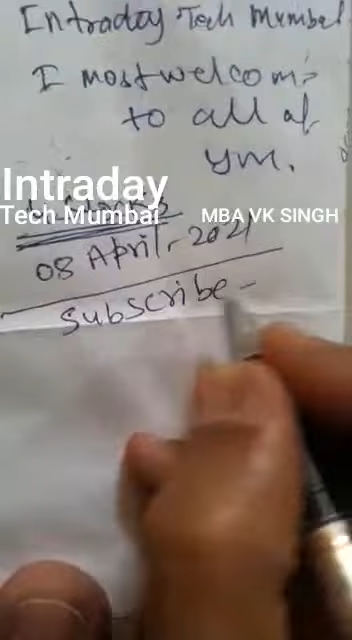 Intraday Tech Mumbai
I most welcome
to all of
you.
Intraday
Tech Mumbai
MBA VK SINGH
08 April, 2021
Subscribe -